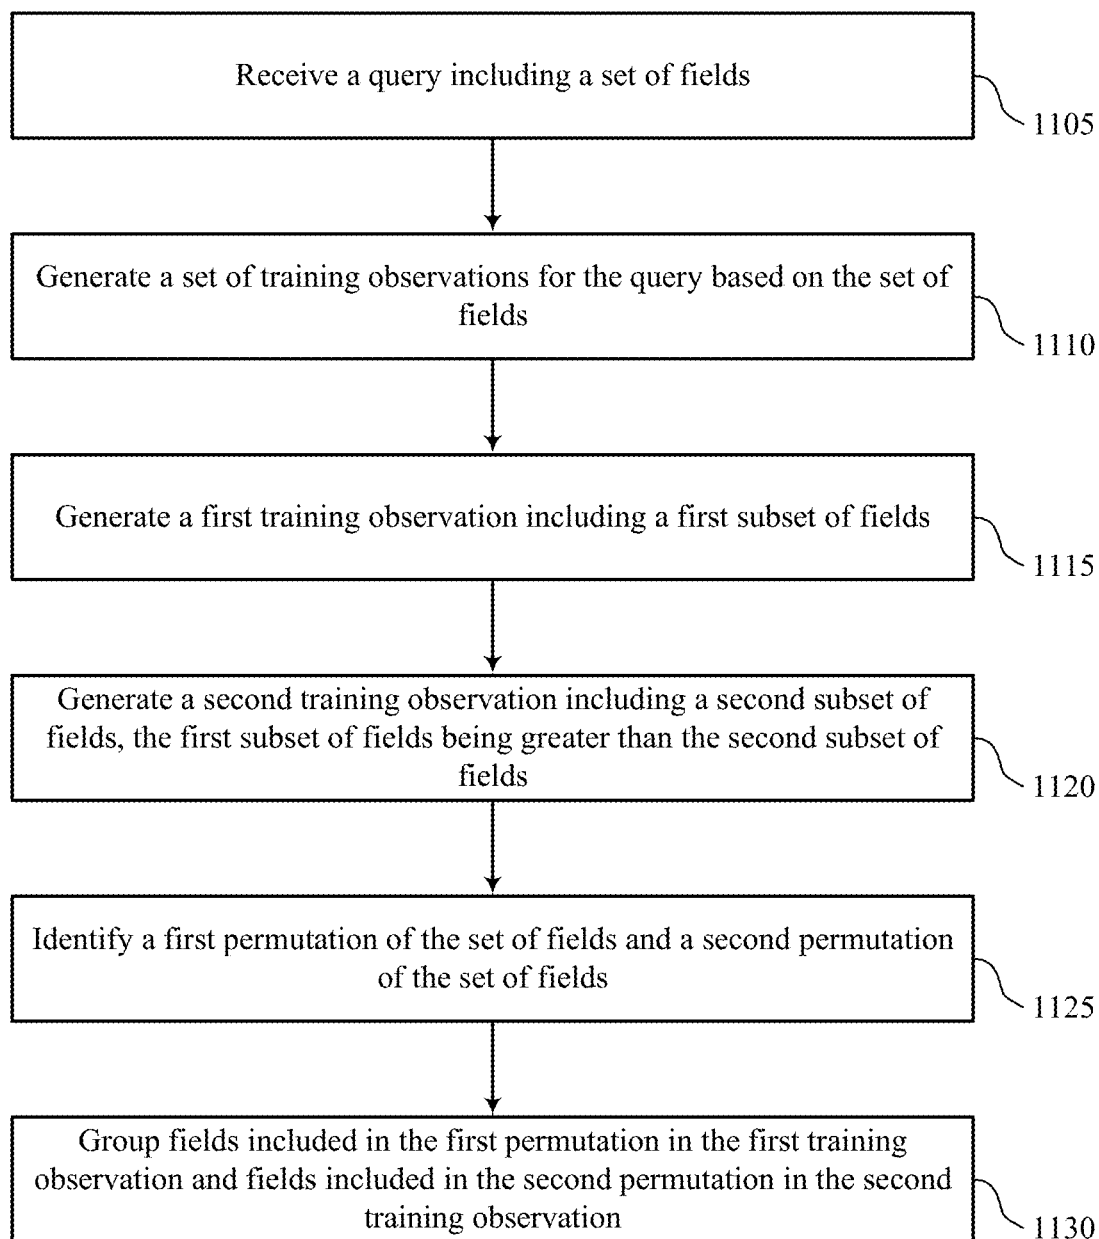 Receive a query including a set of fields
1105
Generate a set of training observations for the query based on the set of
fields
1110
Generate a first training observation including a first subset of fields
1115
Generate a second training observation including a second subset of
fields, the first subset of fields being greater than the second subset of
fields
1120
Identify a first permutation of the set of fields and a second permutation
of the set of fields
1125
Group fields included in the first permutation in the first training
observation and fields included in the second permutation in the second
training observation
1130